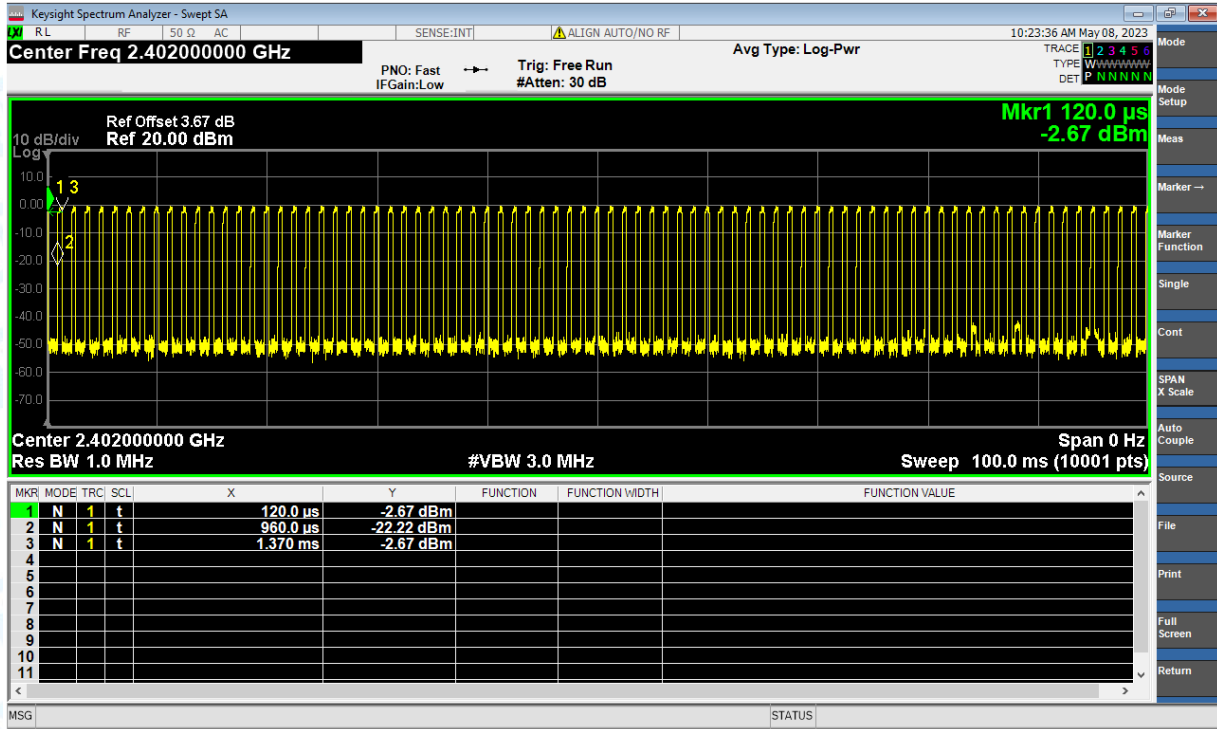 Keysight Spectrum Analyzer - Swept SA
LXI RL RF 50 Ω AC SENSE:INT ALIGN AUTO/NO RF 10:23:36 AM May 08, 2023
Center Freq 2.402000000 GHz Avg Type: Log-Pwr TRACE 1 2 3 4 5 6
PNO: Fast Trig: Free Run TYPE WWWWWW
IFGain:Low #Atten: 30 dB DET P N N N N N
Mkr1 120.0 µs
-2.67 dBm
Ref Offset 3.67 dB
10 dB/div Ref 20.00 dBm
Log
10.0
0.00
-10.0
-20.0
-30.0
-40.0
-50.0
-60.0
-70.0
1 3
2
Center 2.402000000 GHz Span 0 Hz
Res BW 1.0 MHz #VBW 3.0 MHz Sweep 100.0 ms (10001 pts)
MKR MODE TRC SCL X Y FUNCTION FUNCTION WIDTH FUNCTION VALUE
1 N 1 t 120.0 µs -2.67 dBm
2 N 1 t 960.0 µs -22.22 dBm
3 N 1 t 1.370 ms -2.67 dBm
4
5
6
7
8
9
10
11
MSG STATUS
Mode
Mode
Setup
Meas
Marker→
Marker
Function
Single
Cont
SPAN
X Scale
Auto
Couple
Source
File
Print
Full
Screen
Return